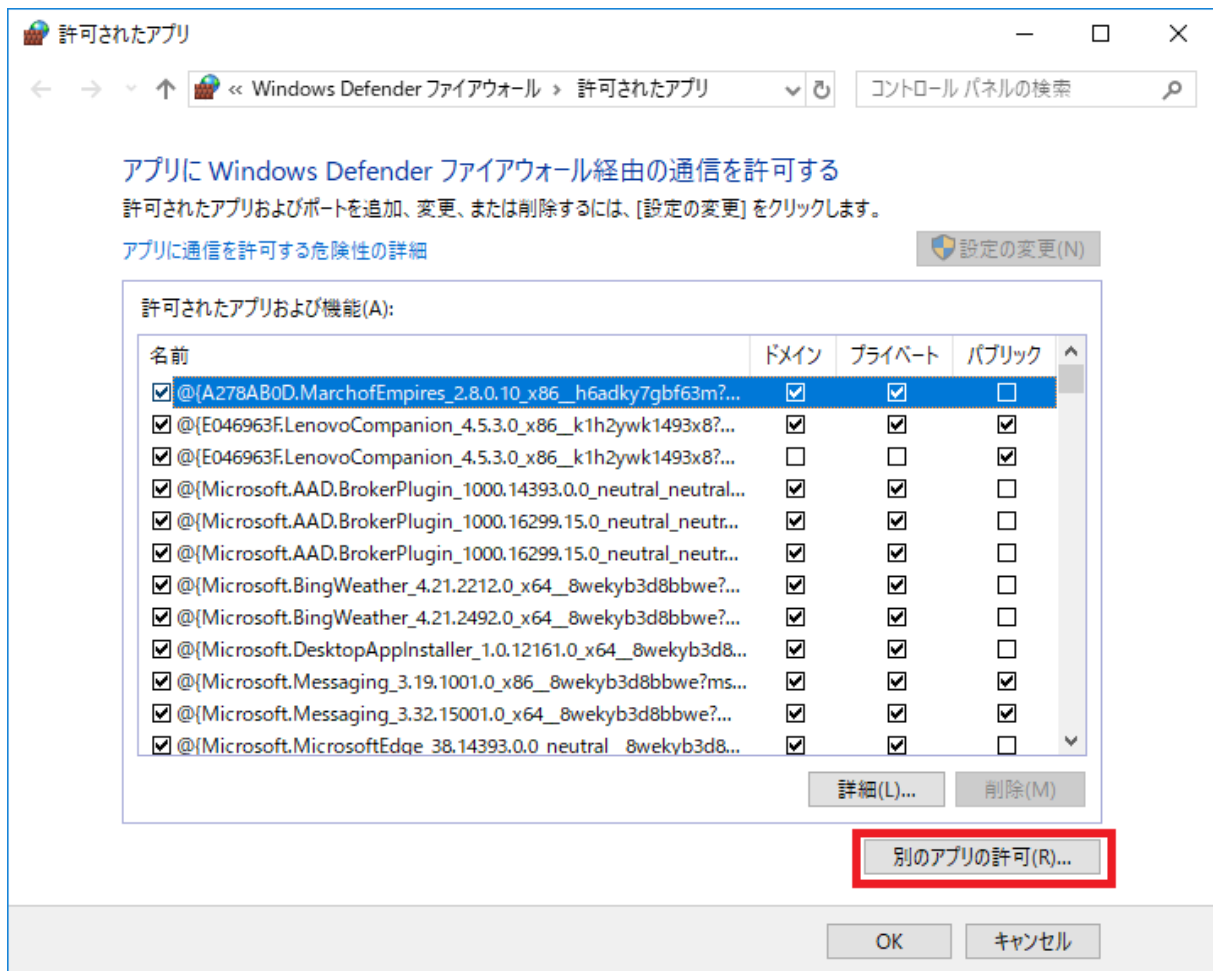 許可されたアプリ
« Windows Defender ファイアウォール › 許可されたアプリ
コントロール パネルの検索
アプリに Windows Defender ファイアウォール経由の通信を許可する
許可されたアプリおよびポートを追加、変更、または削除するには、[設定の変更] をクリックします。
アプリに通信を許可する危険性の詳細
設定の変更(N)
許可されたアプリおよび機能(A):
名前 ドメイン プライベート パブリック
@{A278AB0D.MarchofEmpires_2.8.0.10_x86__h6adky7gbf63m?...
@{E046963F.LenovoCompanion_4.5.3.0_x86__k1h2ywk1493x8?...
@{E046963F.LenovoCompanion_4.5.3.0_x86__k1h2ywk1493x8?...
@{Microsoft.AAD.BrokerPlugin_1000.14393.0.0_neutral_neutral...
@{Microsoft.AAD.BrokerPlugin_1000.16299.15.0_neutral_neutr...
@{Microsoft.AAD.BrokerPlugin_1000.16299.15.0_neutral_neutr...
@{Microsoft.BingWeather_4.21.2212.0_x64__8wekyb3d8bbwe?...
@{Microsoft.BingWeather_4.21.2492.0_x64__8wekyb3d8bbwe?...
@{Microsoft.DesktopAppInstaller_1.0.12161.0_x64__8wekyb3d8...
@{Microsoft.Messaging_3.19.1001.0_x86__8wekyb3d8bbwe?ms...
@{Microsoft.Messaging_3.32.15001.0_x64__8wekyb3d8bbwe?...
@{Microsoft.MicrosoftEdge_38.14393.0.0_neutral__8wekyb3d8...
詳細(L)... 削除(M)
別のアプリの許可(R)...
OK キャンセル